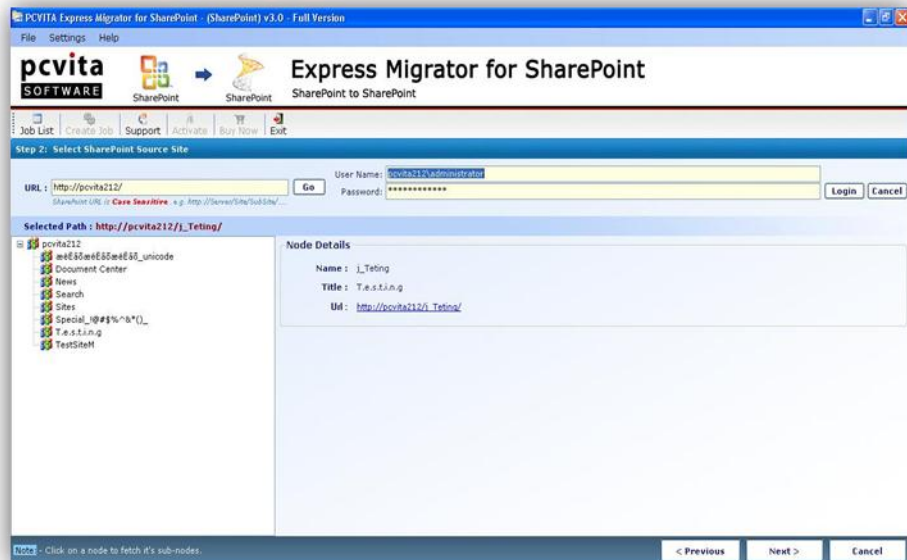 PCVITA Express Migrator for SharePoint - (SharePoint) v3.0 - Full Version
File Settings Help
pcvita
SOFTWARE
SharePoint
SharePoint
Express Migrator for SharePoint
SharePoint to SharePoint
Job List Create Job Support Activate Buy Now Exit
Step 2: Select SharePoint Source Site
URL : http://pcvita212/
Go
User Name: pcvita212\administrator
Password: ************
Login Cancel
SharePoint URL is Case Sensitive. e.g. http://Server/Site/SubSite/....
Selected Path : http://pcvita212/j_Teting/
pcvita212
Document Center
News
Search
Sites
Special_!@#$%^&*()_
T.e.s.t.i.n.g
TestSiteM
Node Details
Name : j_Teting
Title : T.e.s.t.i.n.g
Url : http://pcvita212/j_Teting/
Note - Click on a node to fetch it's sub-nodes.
< Previous Next > Cancel